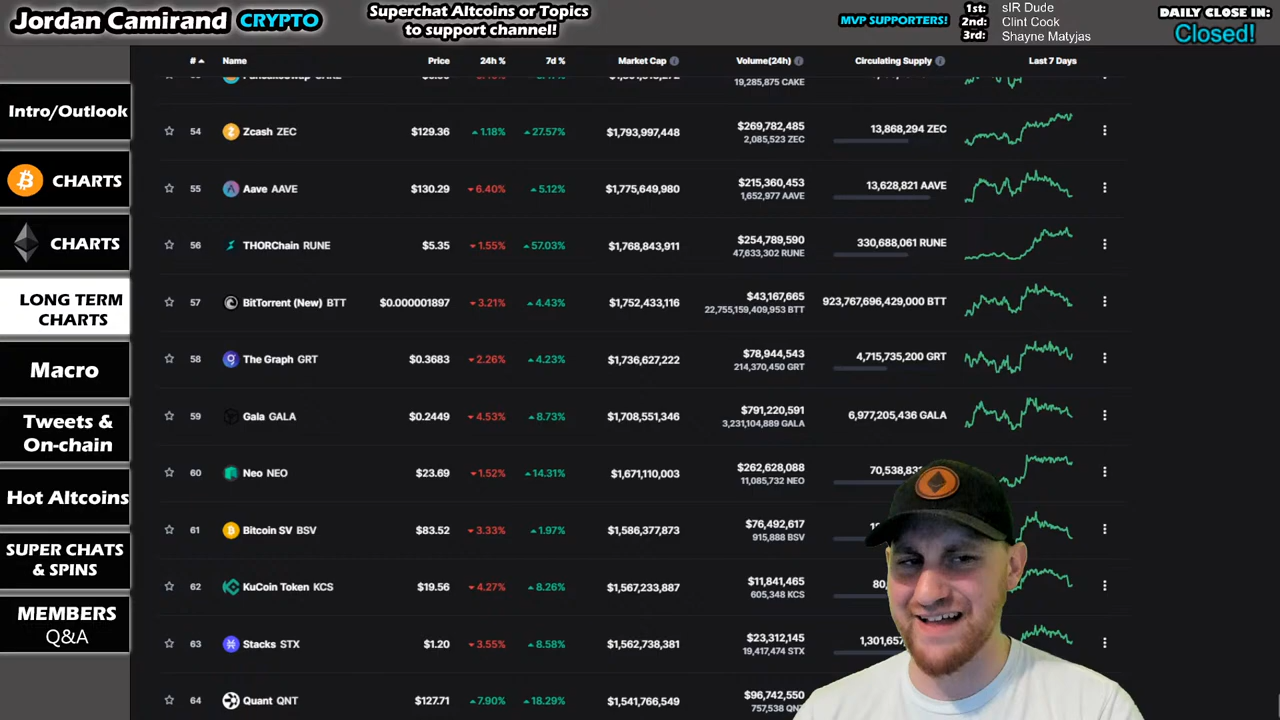 Jordan Camirand CRYPTO
Superchat Altcoins or Topics
to support channel!
MVP SUPPORTERS!
1st: sIR Dude
2nd: Clint Cook
3rd: Shayne Matyjas
DAILY CLOSE IN:
Closed!
Intro/Outlook
CHARTS
CHARTS
LONG TERM
CHARTS
Macro
Tweets &
On-chain
Hot Altcoins
SUPER CHATS
& SPINS
MEMBERS
Q&A
# Name Price 24h % 7d % Market Cap Volume(24h) Circulating Supply Last 7 Days
19,285,875 CAKE
54 Zcash ZEC $129.36 1.18% 27.57% $1,793,997,448 $269,782,485 13,868,294 ZEC
2,085,523 ZEC
55 Aave AAVE $130.29 6.40% 5.12% $1,775,649,980 $215,360,453 13,628,821 AAVE
1,652,977 AAVE
56 THORChain RUNE $5.35 1.55% 57.03% $1,768,843,911 $254,789,590 330,688,061 RUNE
47,633,302 RUNE
57 BitTorrent (New) BTT $0.000001897 3.21% 4.43% $1,752,433,116 $43,167,665 923,767,696,429,000 BTT
22,755,159,409,953 BTT
58 The Graph GRT $0.3683 2.26% 4.23% $1,736,627,222 $78,944,543 4,715,735,200 GRT
214,370,450 GRT
59 Gala GALA $0.2449 4.53% 8.73% $1,708,551,346 $791,220,591 6,977,205,436 GALA
3,231,104,889 GALA
60 Neo NEO $23.69 1.52% 14.31% $1,671,110,003 $262,628,088
11,085,732 NEO
61 Bitcoin SV BSV $83.52 3.33% 1.97% $1,586,377,873 $76,492,617
915,888 BSV
62 KuCoin Token KCS $19.56 4.27% 8.26% $1,567,233,887 $11,841,465
605,348 KCS
63 Stacks STX $1.20 3.55% 8.58% $1,562,738,381 $23,312,145
19,417,474 STX
64 Quant QNT $127.71 7.90% 18.29% $1,541,766,549 $96,742,550
757,538